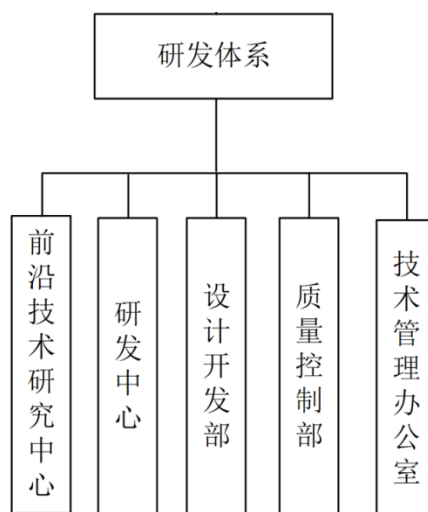 研发体系
前沿技术研究中心
研发中心
设计开发部
质量控制部
技术管理办公室